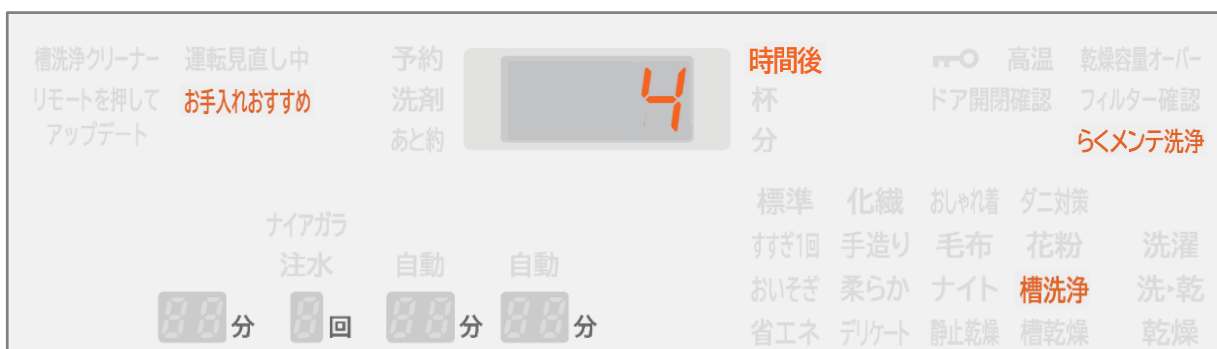 槽洗浄クリーナー 運転見直し中 予約 時間後 高温 乾燥容量オーバー
リモートを押して お手入れおすすめ 洗剤 4 杯 ドア開閉確認 フィルター確認
アップデート あと約 分 らくメンテ洗浄
標準 化繊 おしゃれ着 ダニ対策
ナイアガラ すすぎ1回 手造り 毛布 花粉 洗濯
注水 自動 自動 おいそぎ 柔らか ナイト 槽洗浄 洗・乾
88分 8回 88分 88分 省エネ デリケート 静止乾燥 槽乾燥 乾燥